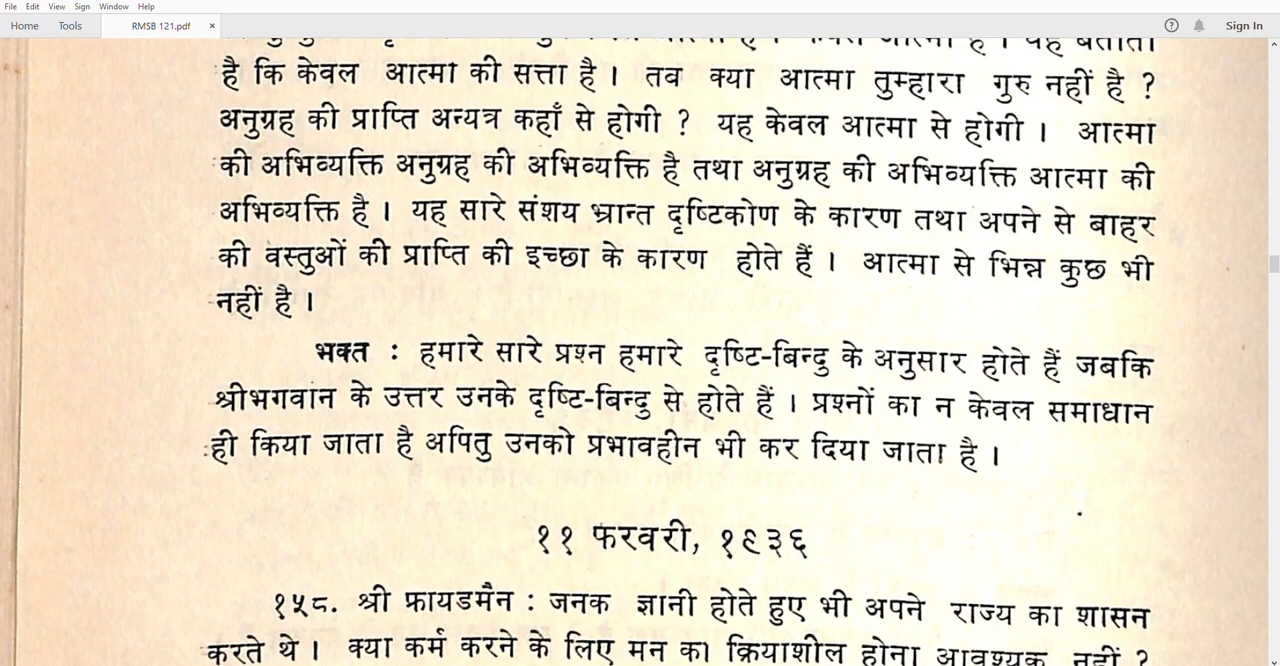 File Edit View Sign Window Help
Home Tools RMSB 121.pdf × Sign In
है कि केवल आत्मा की सत्ता है । तब क्या आत्मा तुम्हारा गुरु नहीं है ?
अनुग्रह की प्राप्ति अन्यत्र कहाँ से होगी ? यह केवल आत्मा से होगी । आत्मा
की अभिव्यक्ति अनुग्रह की अभिव्यक्ति है तथा अनुग्रह की अभिव्यक्ति आत्मा की
अभिव्यक्ति है । यह सारे संशय भ्रान्त दृष्टिकोण के कारण तथा अपने से बाहर
की वस्तुओं की प्राप्ति की इच्छा के कारण होते हैं । आत्मा से भिन्न कुछ भी
नहीं है ।
भक्त : हमारे सारे प्रश्न हमारे दृष्टि-बिन्दु के अनुसार होते हैं जबकि
श्रीभगवान के उत्तर उनके दृष्टि-बिन्दु से होते हैं । प्रश्नों का न केवल समाधान
ही किया जाता है अपितु उनको प्रभावहीन भी कर दिया जाता है ।
११ फरवरी, १९३६
१५८. श्री फ्रायडमैन : जनक ज्ञानी होते हुए भी अपने राज्य का शासन
करते थे । क्या कर्म करने के लिए मन का क्रियाशील होना आवश्यक नहीं ?